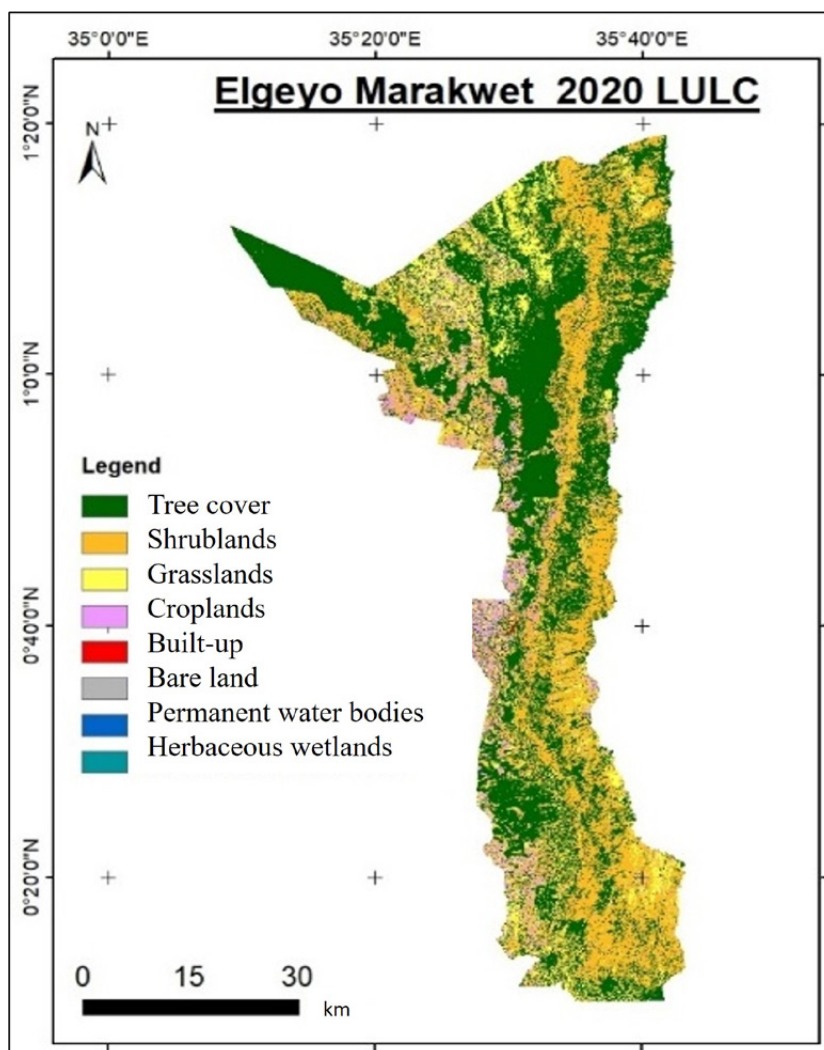 35°0'0"E 35°20'0"E 35°40'0"E
Elgeyo Marakwet 2020 LULC
N
1°20'0"N
1°0'0"N
0°40'0"N
0°20'0"N
Legend
Tree cover
Shrublands
Grasslands
Croplands
Built-up
Bare land
Permanent water bodies
Herbaceous wetlands
0 15 30
km